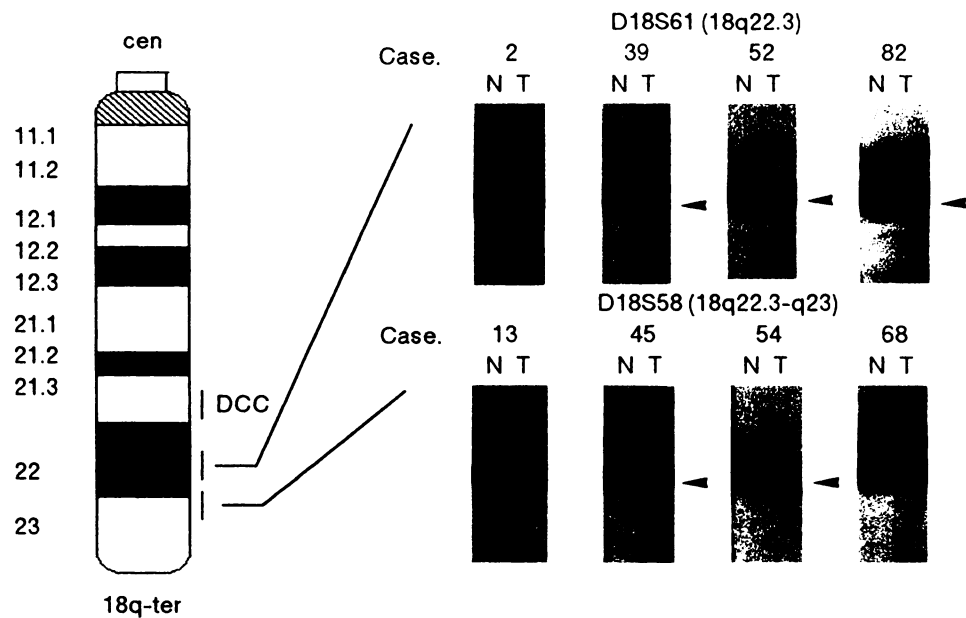 cen
11.1
11.2
12.1
12.2
12.3
21.1
21.2
21.3
DCC
22
23
18q-ter
D18S61 (18q22.3)
Case. 2 39 52 82
N T N T N T N T
D18S58 (18q22.3-q23)
Case. 13 45 54 68
N T N T N T N T